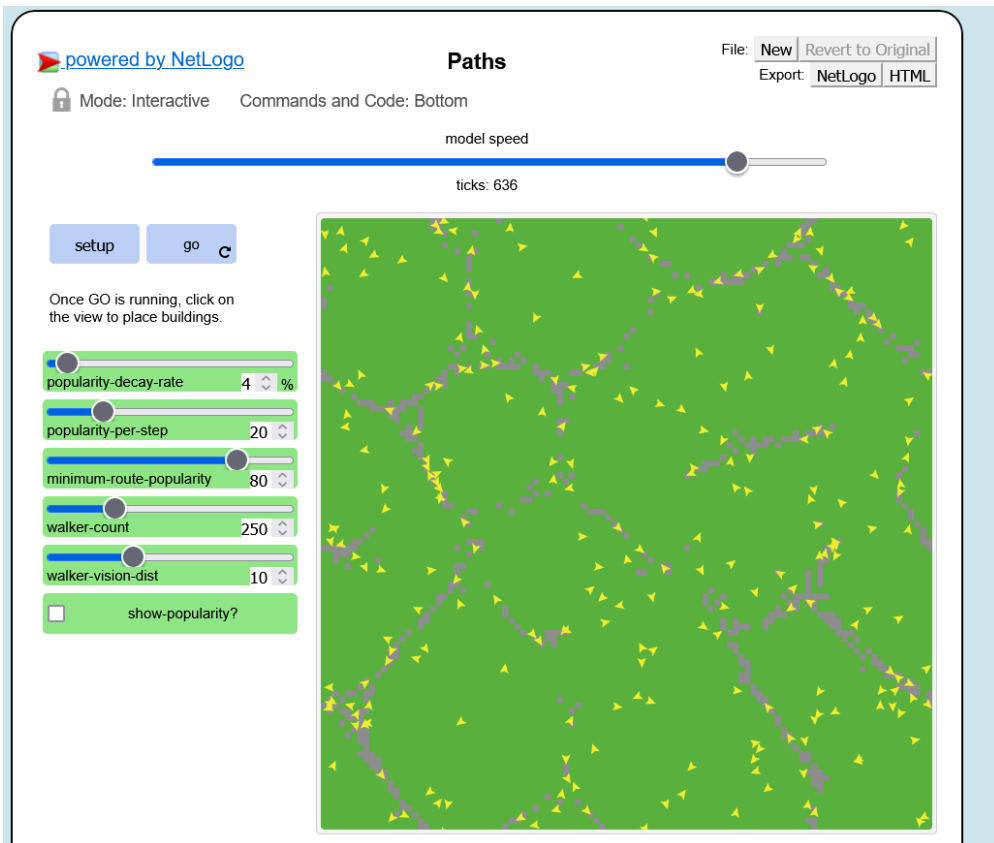 powered by NetLogo
Paths
File: New Revert to Original
Export: NetLogo HTML
Mode: Interactive Commands and Code: Bottom
model speed
ticks: 636
setup
go
Once GO is running, click on
the view to place buildings.
popularity-decay-rate 4 %
popularity-per-step 20
minimum-route-popularity 80
walker-count 250
walker-vision-dist 10
show-popularity?